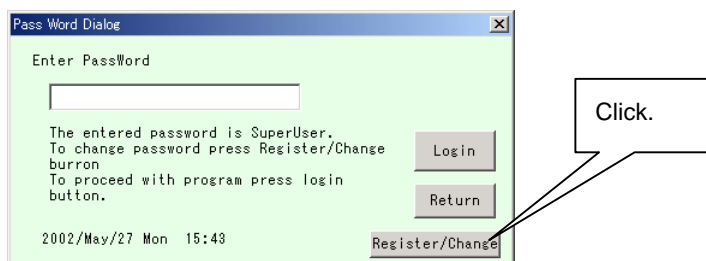 Pass Word Dialog
Enter PassWord
The entered password is SuperUser.
To change password press Register/Change
burron
To proceed with program press login
button.
Login
Return
2002/May/27 Mon 15:43
Register/Change
Click.